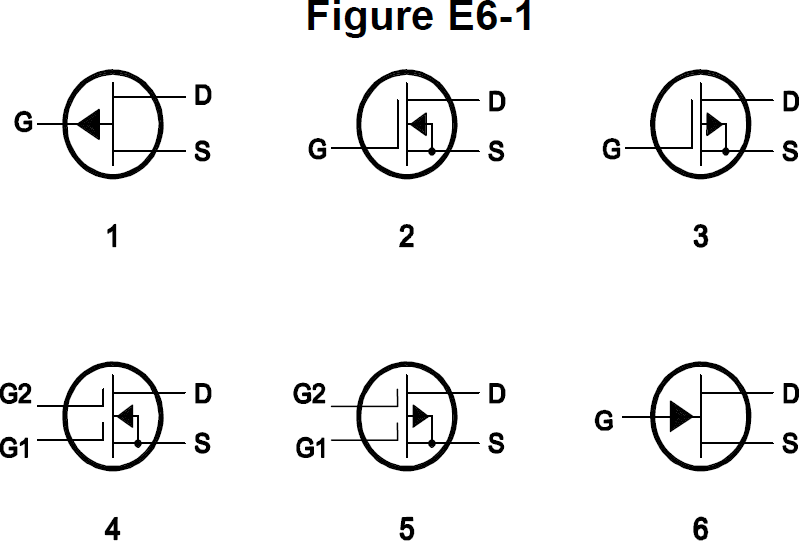 Figure E6-1
G D G D G D
S S S
1 2 3
G2 D G2 D G D
G1 S G1 S S
4 5 6